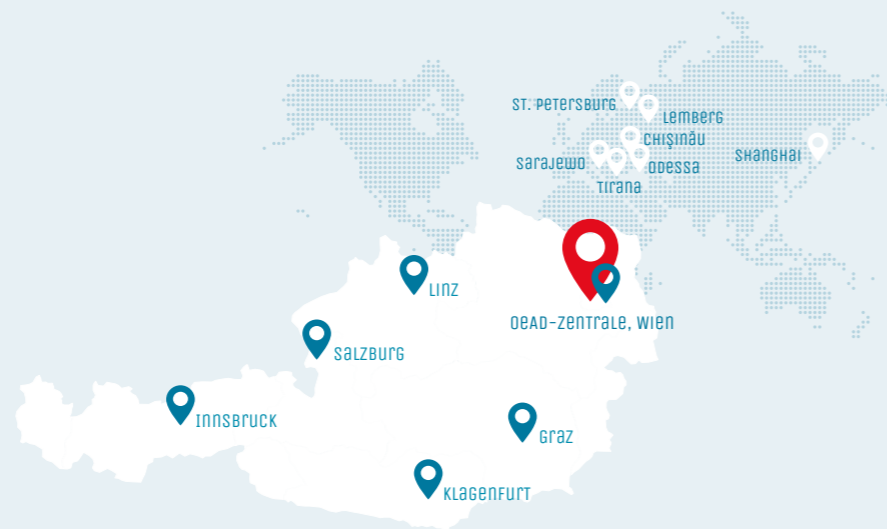 St. Petersburg
Lemberg
Chişinău
Sarajewo
Odessa
Shanghai
Tirana
Linz
OeAD-Zentrale, Wien
Salzburg
Innsbruck
Graz
Klagenfurt